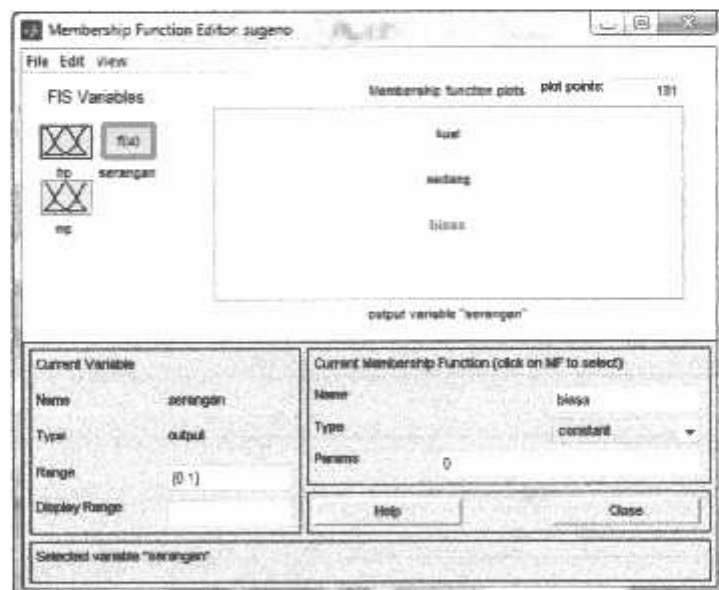 Membership Function Editor: sugeno
File Edit View
FIS Variables
Membership function plots plot points: 181
f(u)
hp serangan
mp
kuat
sedang
biasa
output variable "serangan"
Current Variable
Name serangan
Type output
Range [0 1]
Display Range
Current Membership Function (click on MF to select)
Name biasa
Type constant
Params 0
Help Close
Selected variable "serangan"